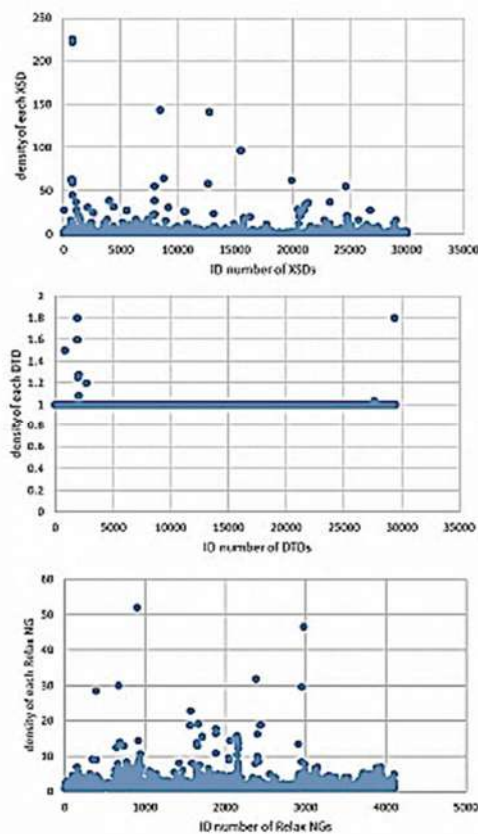 250
200
150
100
50
0
density of each XSD
0 5000 10000 15000 20000 25000 30000 35000
ID number of XSDs
2
1.8
1.6
1.4
1.2
1
0.8
0.6
0.4
0.2
0
density of each DTD
0 5000 10000 15000 20000 25000 30000 35000
ID number of DTDs
60
50
40
30
20
10
0
density of each Relax NG
0 1000 2000 3000 4000 5000
ID number of Relax NGs